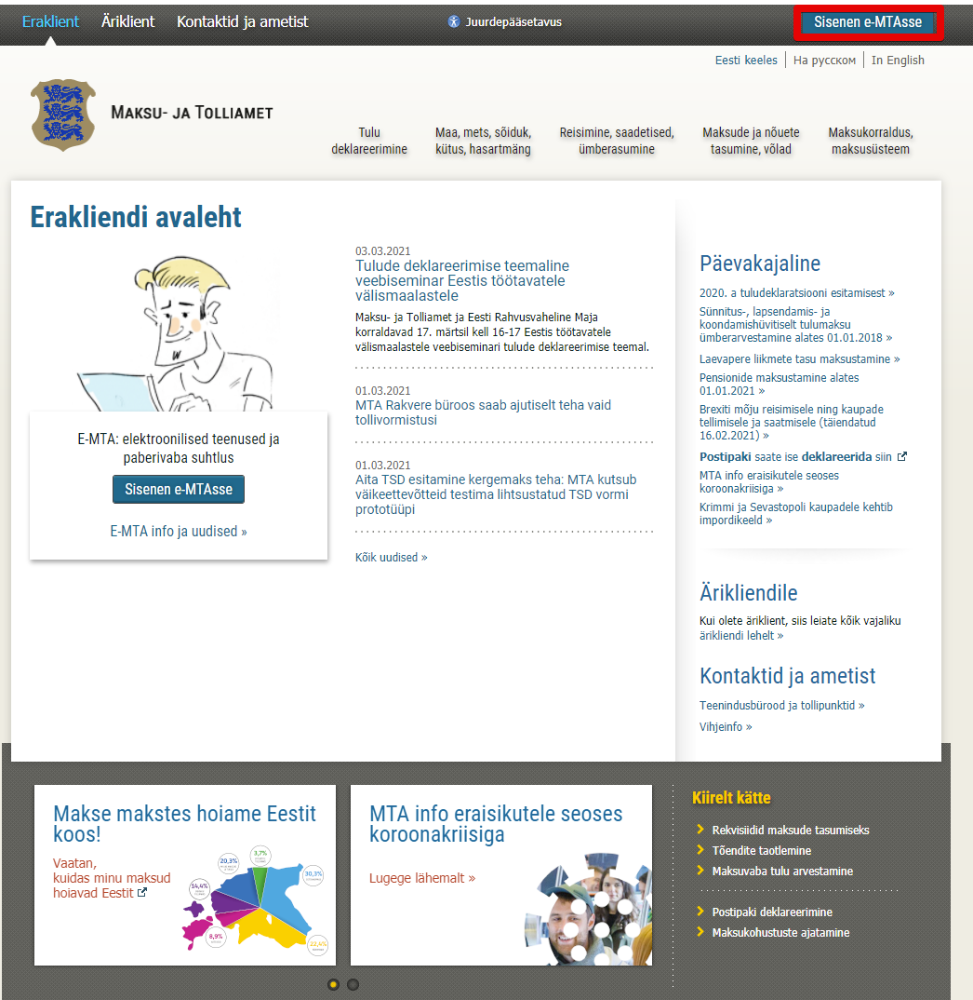 Eraklient
Äriklient
Kontaktid ja ametist
Juurdepääsetavus
Sisenen e-MTAsse
Eesti keeles
На русском
In English
MAKSU- JA TOLLIAMET
Tulu
deklareerimine
Maa, mets, sõiduk,
kütus, hasartmäng
Reisimine, saadetised,
ümberasumine
Maksude ja nõuete
tasumine, võlad
Maksukorraldus,
maksusüsteem
Erakliendi avaleht
E-MTA: elektroonilised teenused ja
paberivaba suhtlus
Sisenen e-MTAsse
E-MTA info ja uudised »
03.03.2021
Tulude deklareerimise teemaline
veebiseminar Eestis töötavatele
välismaalastele
Maksu- ja Tolliamet ja Eesti Rahvusvaheline Maja
korraldavad 17. märtsil kell 16-17 Eestis töötavatele
välismaalastele veebiseminari tulude deklareerimise teemal.
01.03.2021
MTA Rakvere büroos saab ajutiselt teha vaid
tollivormistusi
01.03.2021
Aita TSD esitamine kergemaks teha: MTA kutsub
väikeettevõtteid testima lihtsustatud TSD vormi
prototüüpi
Kõik uudised »
Päevakajaline
2020. a tuludeklaratsiooni esitamisest »
Sünnitus-, lapsendamis- ja
koondamishüvitiselt tulumaksu
ümberarvestamine alates 01.01.2018 »
Laevapere liikmete tasu maksustamine »
Pensionide maksustamine alates
01.01.2021 »
Brexiti mõju reisimisele ning kaupade
tellimisele ja saatmisele (täiendatud
16.02.2021) »
Postipaki saate ise deklareerida siin
MTA info eraisikutele seoses
koroonakriisiga »
Krimmi ja Sevastopoli kaupadele kehtib
impordikeeld »
Ärikliendile
Kui olete äriklient, siis leiate kõik vajaliku
ärikliendi lehelt »
Kontaktid ja ametist
Teenindusbürood ja tollipunktid »
Vihjeinfo »
Makse makstes hoiame Eestit
koos!
Vaatan,
kuidas minu maksud
hoiavad Eestit
3,7%
20,3%
30,3%
14,4%
8,9%
22,4%
MTA info eraisikutele seoses
koroonakriisiga
Lugege lähemalt »
Kiirelt kätte
Rekvisiidid maksude tasumiseks
Tõendite taotlemine
Maksuvaba tulu arvestamine
Postipaki deklareerimine
Maksukohustuste ajatamine